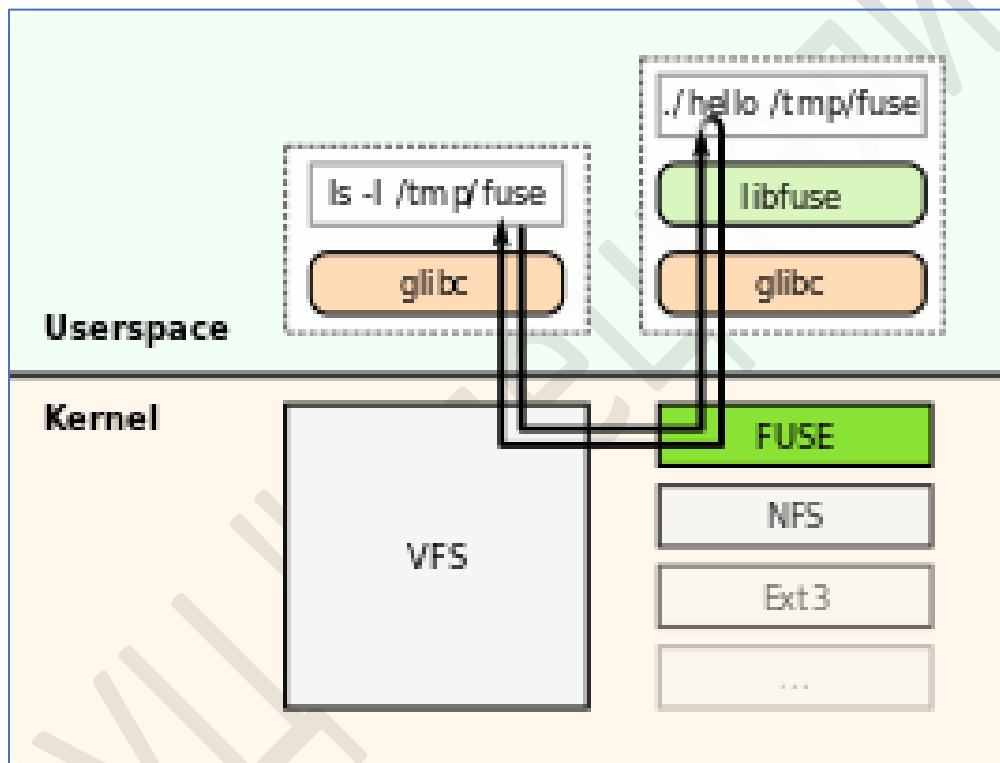 ./hello /tmp/fuse
ls -l /tmp/fuse
libfuse
glibc
glibc
Userspace
Kernel
FUSE
VFS
NFS
Ext3
...